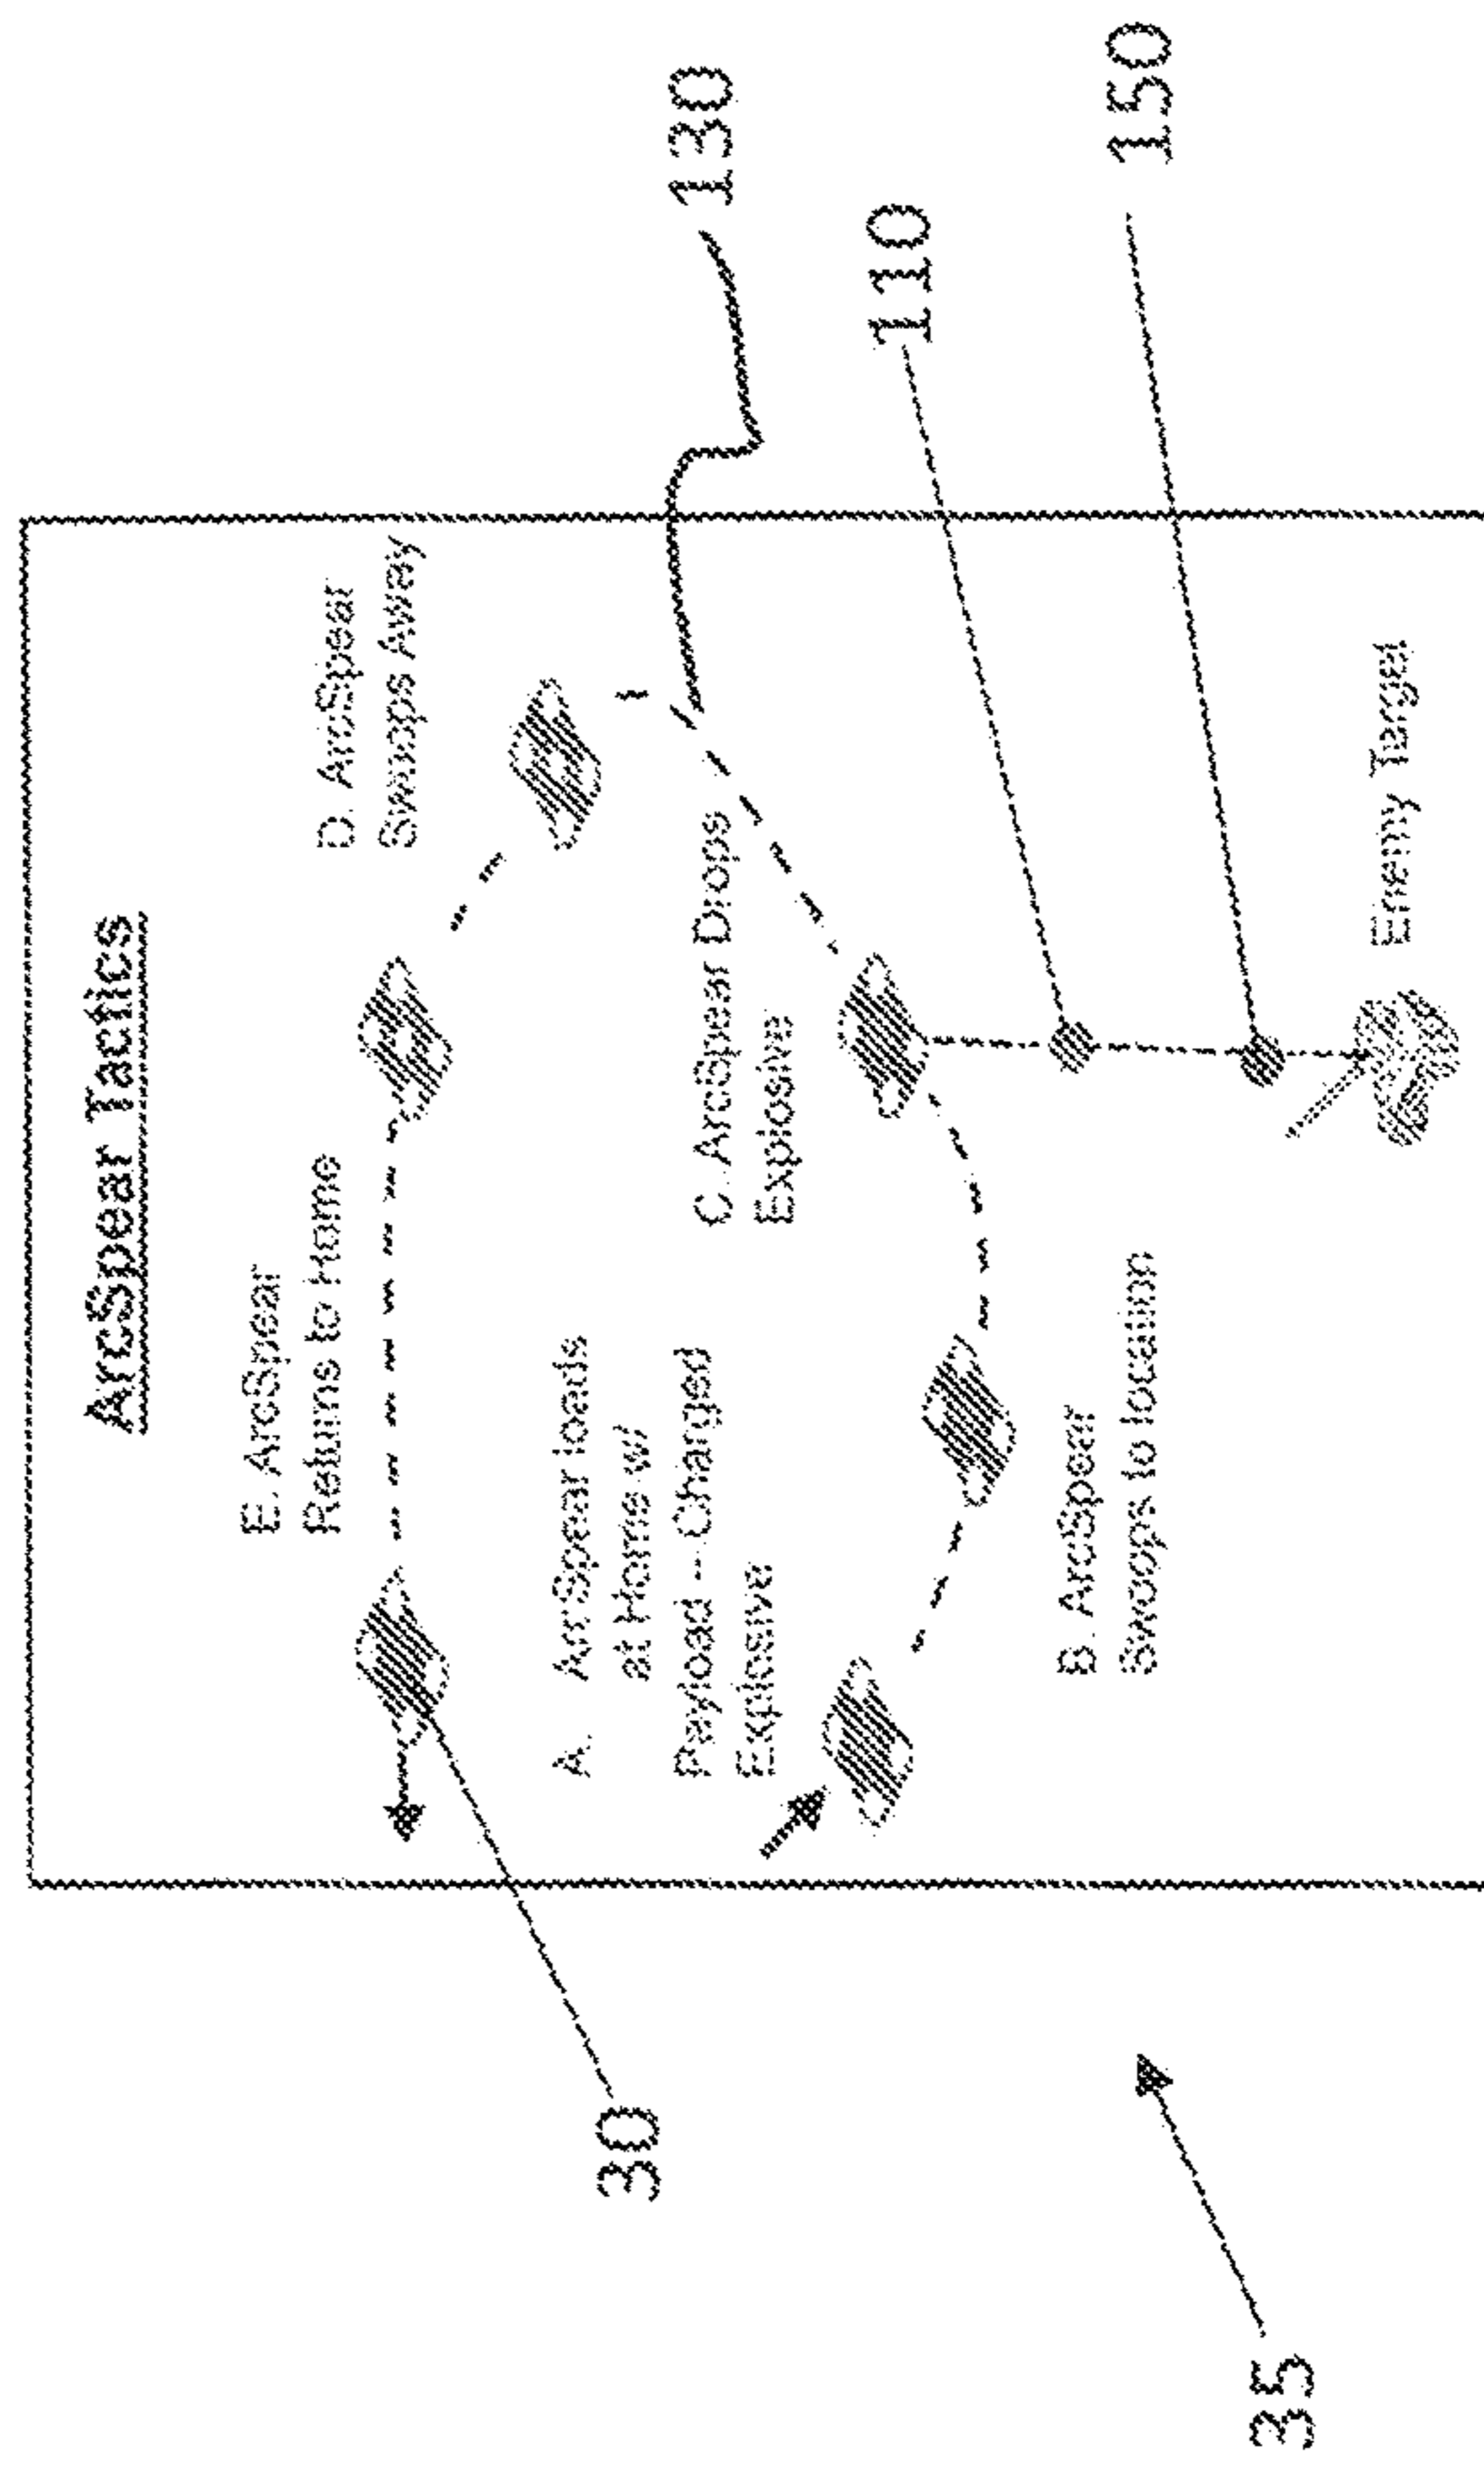 ArcSpear Tactics
E. ArcSpear
Returns to Home
D. ArcSpear
Swoops Away
A. ArcSpear loads
at Home w/
Payload -- Charged
Explosive
C. ArcSpear Drops
Explosive
B. ArcSpear
Swoops to location
Enemy Target
30
35
130
110
150